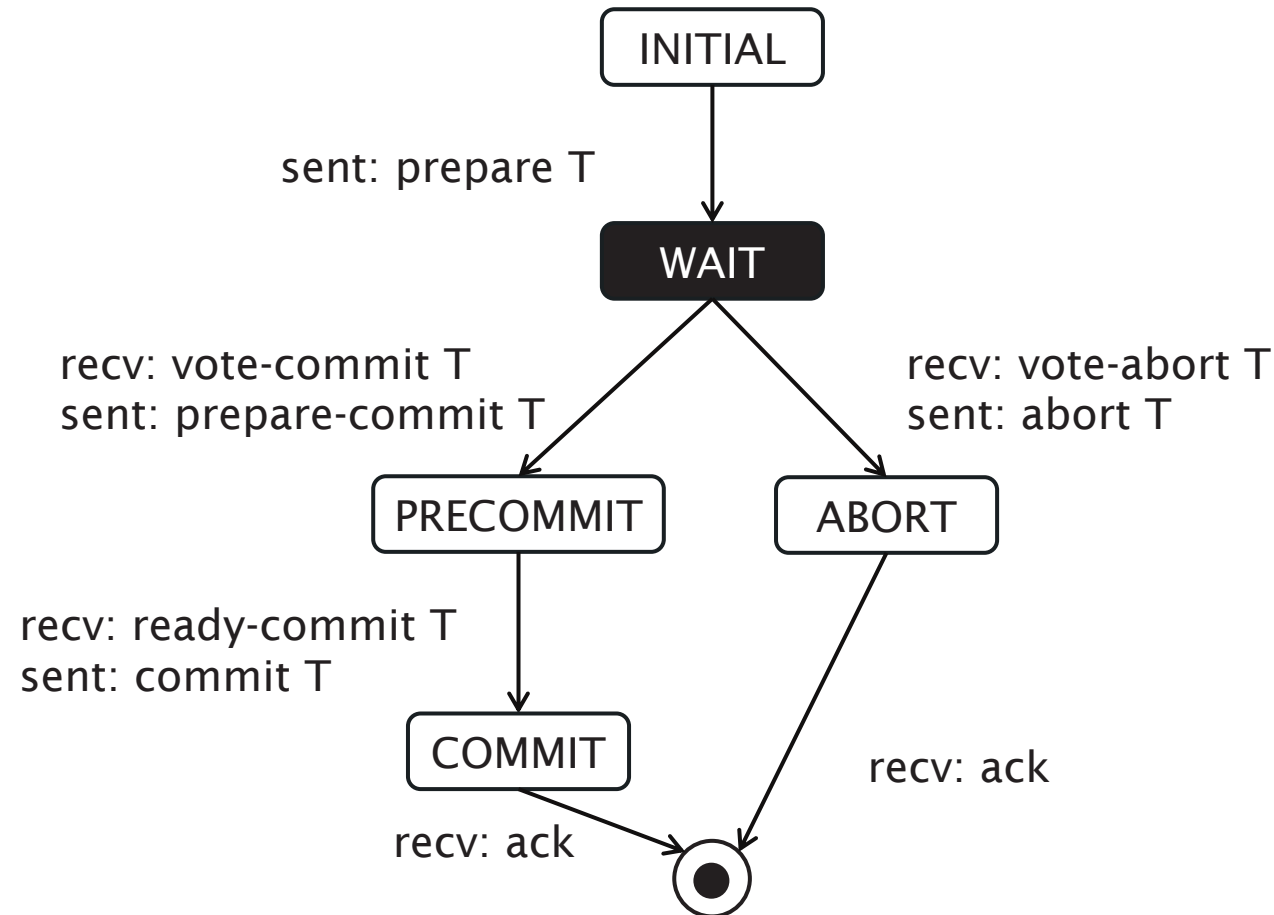 INITIAL
sent: prepare T
WAIT
recv: vote-commit T
sent: prepare-commit T
recv: vote-abort T
sent: abort T
PRECOMMIT
ABORT
recv: ready-commit T
sent: commit T
COMMIT
recv: ack
recv: ack